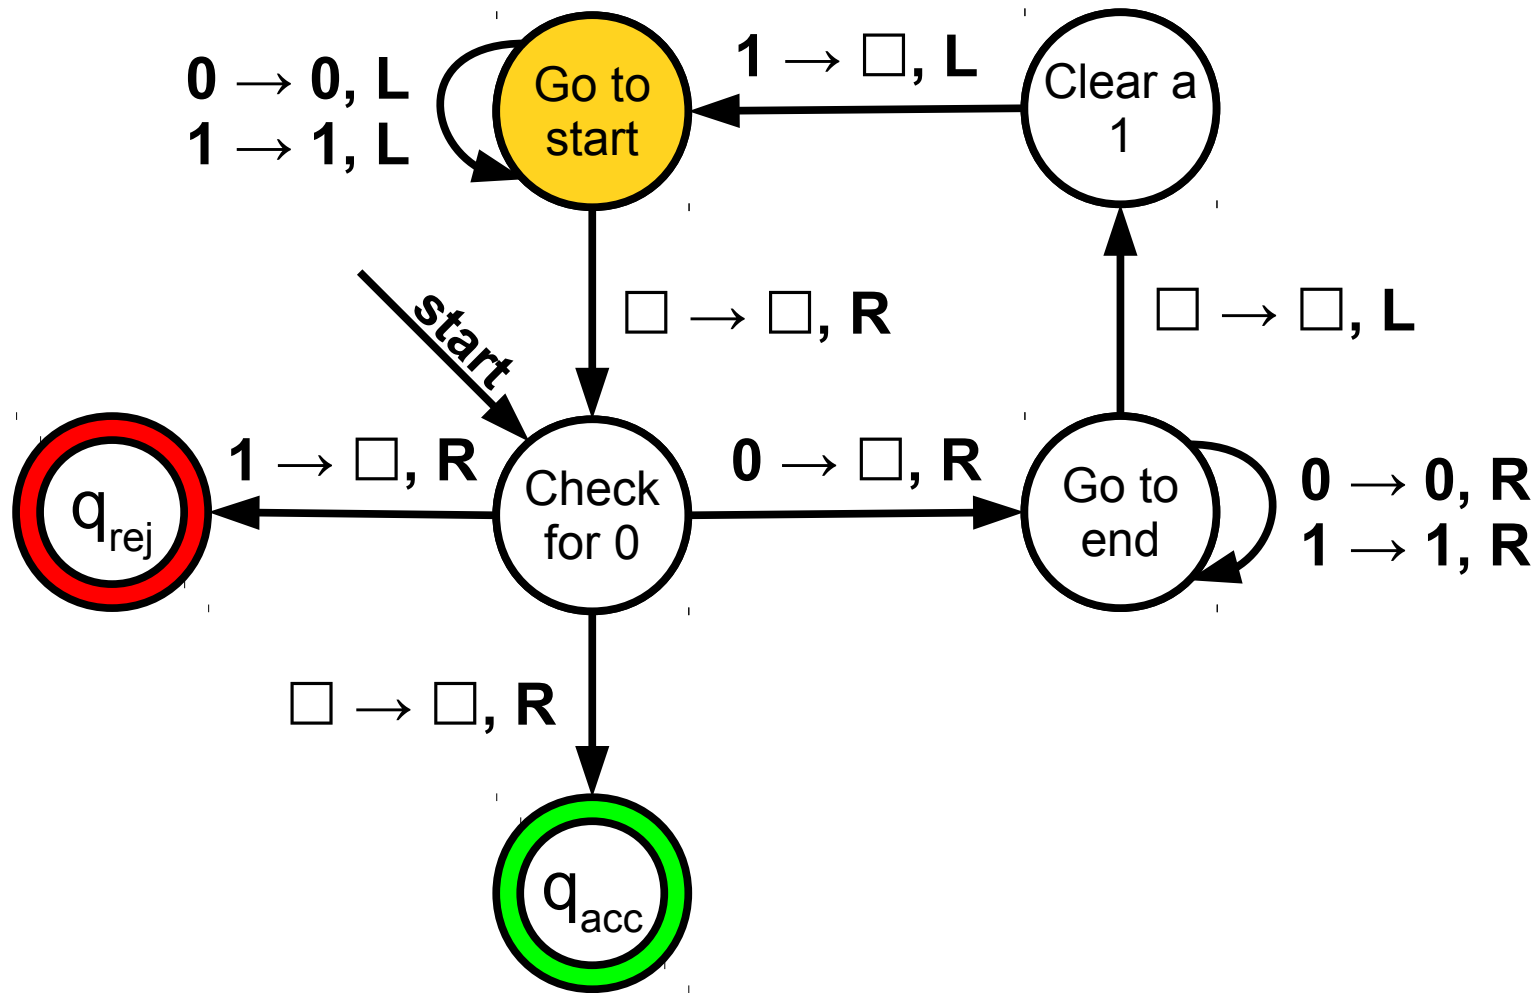 0 → 0, L
1 → 1, L
Go to
start
1 → □, L
Clear a
1
start
□ → □, R
□ → □, L
q_rej
1 → □, R
Check
for 0
0 → □, R
Go to
end
0 → 0, R
1 → 1, R
□ → □, R
q_acc